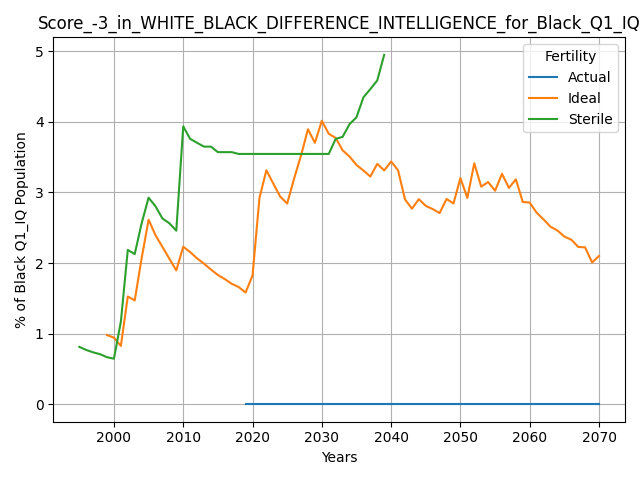 Score_-3_in_WHITE_BLACK_DIFFERENCE_INTELLIGENCE_for_Black_Q1_IQ
% of Black Q1_IQ Population
5
4
3
2
1
0
Fertility
Actual
Ideal
Sterile
2000 2010 2020 2030 2040 2050 2060 2070
Years